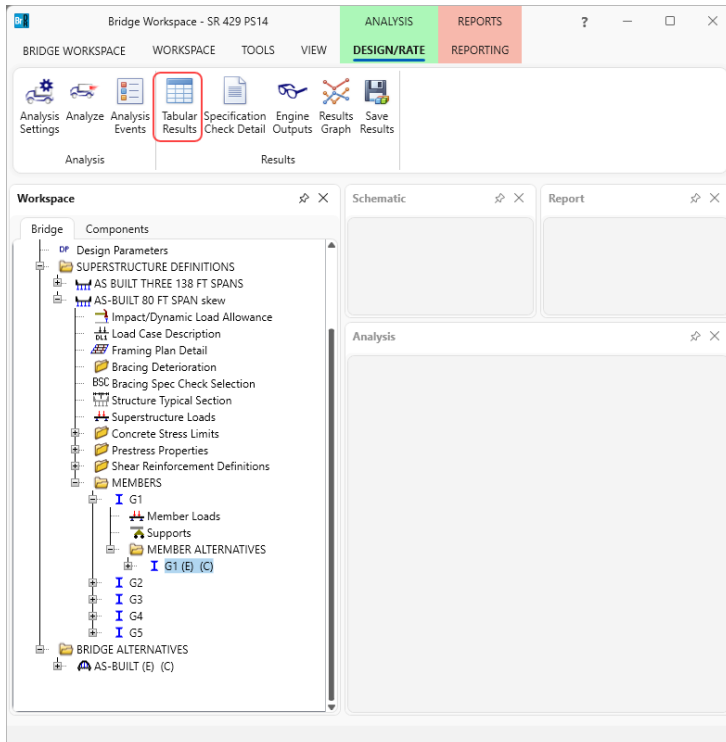 Br Bridge Workspace - SR 429 PS14 ANALYSIS REPORTS ?
BRIDGE WORKSPACE WORKSPACE TOOLS VIEW DESIGN/RATE REPORTING
Analysis Settings
Analyze
Analysis Events
Tabular Results
Specification Check Detail
Engine Outputs
Results Graph
Save Results
Analysis Results
Workspace
Bridge Components
DP Design Parameters
SUPERSTRUCTURE DEFINITIONS
AS BUILT THREE 138 FT SPANS
AS-BUILT 80 FT SPAN skew
Impact/Dynamic Load Allowance
DL1 Load Case Description
Framing Plan Detail
Bracing Deterioration
BSC Bracing Spec Check Selection
Structure Typical Section
Superstructure Loads
Concrete Stress Limits
Prestress Properties
Shear Reinforcement Definitions
MEMBERS
G1
Member Loads
Supports
MEMBER ALTERNATIVES
G1 (E) (C)
G2
G3
G4
G5
BRIDGE ALTERNATIVES
AS-BUILT (E) (C)
Schematic
Report
Analysis